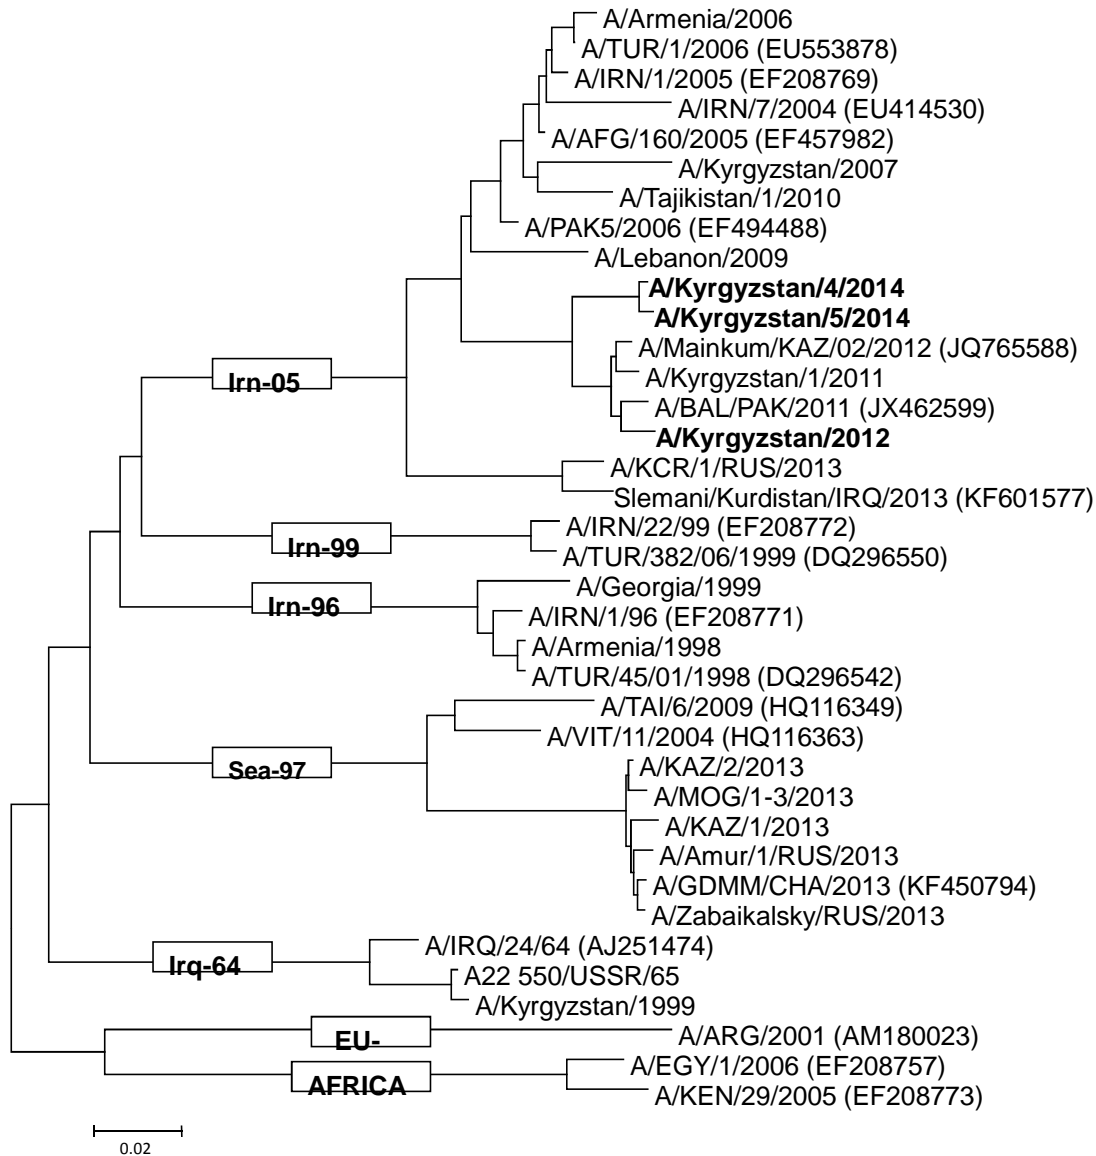 A/Armenia/2006
A/TUR/1/2006 (EU553878)
A/IRN/1/2005 (EF208769)
A/IRN/7/2004 (EU414530)
A/AFG/160/2005 (EF457982)
A/Kyrgyzstan/2007
A/Tajikistan/1/2010
A/PAK5/2006 (EF494488)
A/Lebanon/2009
A/Kyrgyzstan/4/2014
A/Kyrgyzstan/5/2014
A/Mainkum/KAZ/02/2012 (JQ765588)
Irn-05
A/Kyrgyzstan/1/2011
A/BAL/PAK/2011 (JX462599)
A/Kyrgyzstan/2012
A/KCR/1/RUS/2013
Slemani/Kurdistan/IRQ/2013 (KF601577)
A/IRN/22/99 (EF208772)
Irn-99
A/TUR/382/06/1999 (DQ296550)
A/Georgia/1999
Irn-96
A/IRN/1/96 (EF208771)
A/Armenia/1998
A/TUR/45/01/1998 (DQ296542)
A/TAI/6/2009 (HQ116349)
A/VIT/11/2004 (HQ116363)
Sea-97
A/KAZ/2/2013
A/MOG/1-3/2013
A/KAZ/1/2013
A/Amur/1/RUS/2013
A/GDMM/CHA/2013 (KF450794)
A/Zabaikalsky/RUS/2013
A/IRQ/24/64 (AJ251474)
Irq-64
A22 550/USSR/65
A/Kyrgyzstan/1999
EU-
A/ARG/2001 (AM180023)
A/EGY/1/2006 (EF208757)
AFRICA
A/KEN/29/2005 (EF208773)
0.02